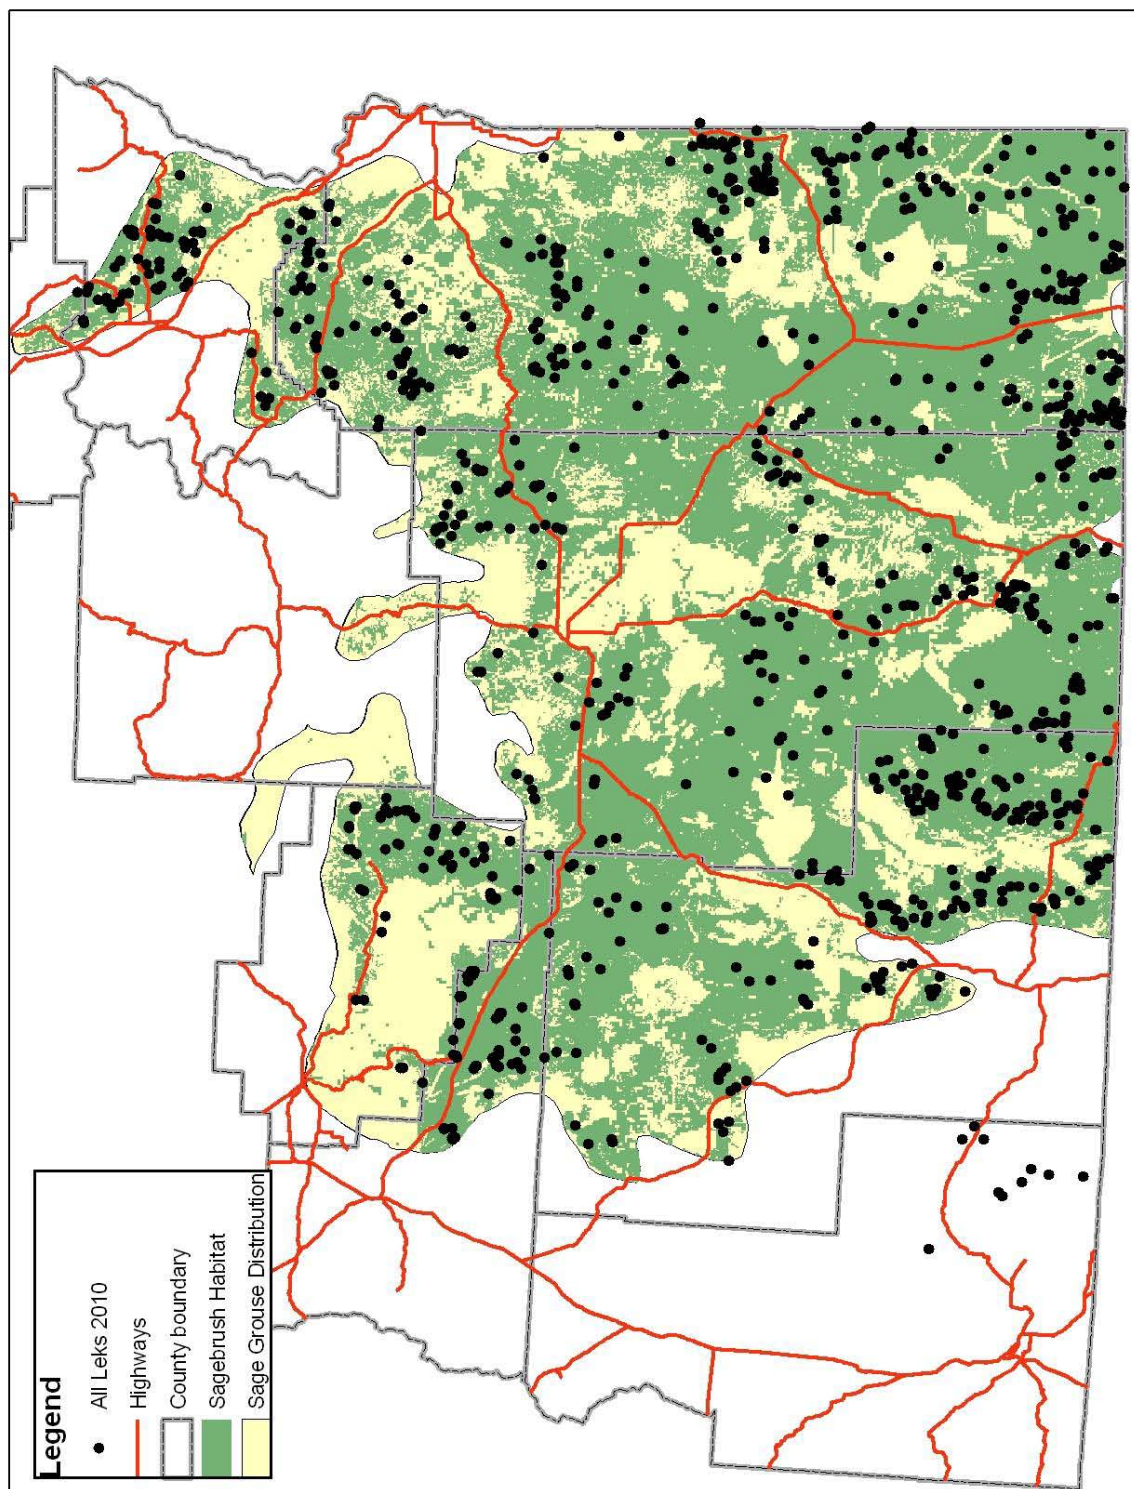 Legend
All Leks 2010
Highways
County boundary
Sagebrush Habitat
Sage Grouse Distribution